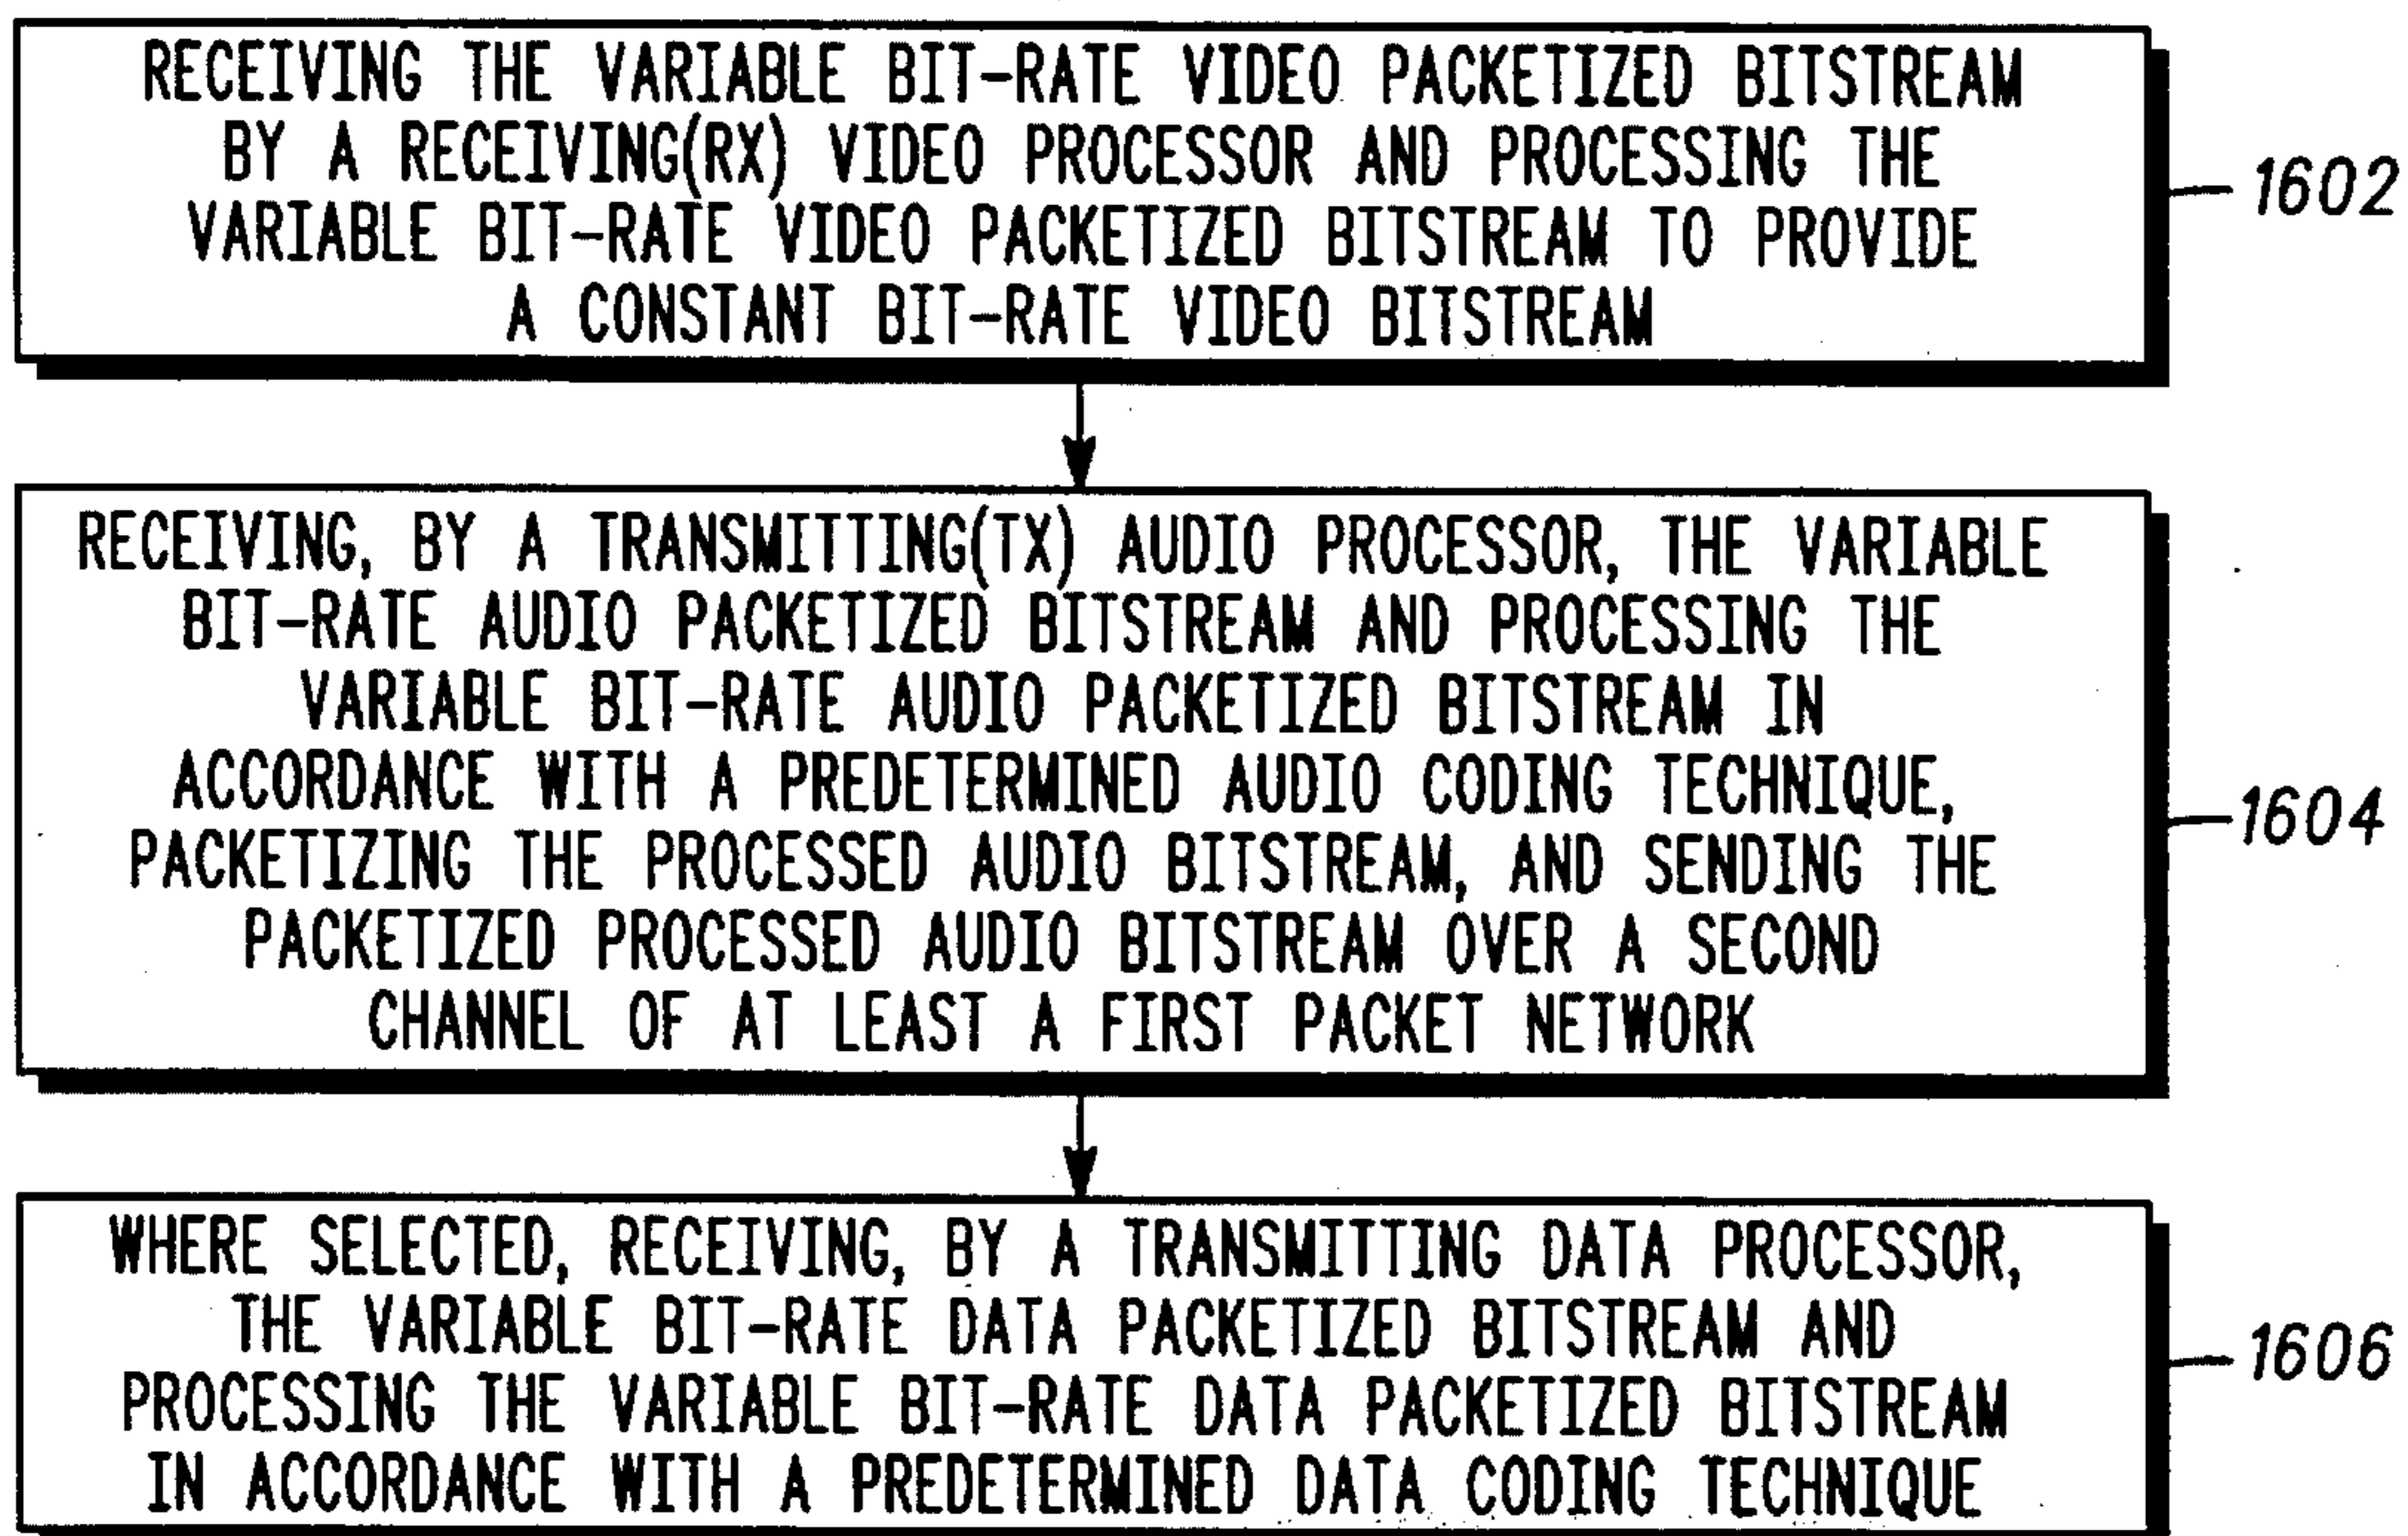 RECEIVING THE VARIABLE BIT-RATE VIDEO PACKETIZED BITSTREAM
BY A RECEIVING(RX) VIDEO PROCESSOR AND PROCESSING THE
VARIABLE BIT-RATE VIDEO PACKETIZED BITSTREAM TO PROVIDE
A CONSTANT BIT-RATE VIDEO BITSTREAM
1602
RECEIVING, BY A TRANSMITTING(TX) AUDIO PROCESSOR, THE VARIABLE
BIT-RATE AUDIO PACKETIZED BITSTREAM AND PROCESSING THE
VARIABLE BIT-RATE AUDIO PACKETIZED BITSTREAM IN
ACCORDANCE WITH A PREDETERMINED AUDIO CODING TECHNIQUE,
PACKETIZING THE PROCESSED AUDIO BITSTREAM, AND SENDING THE
PACKETIZED PROCESSED AUDIO BITSTREAM OVER A SECOND
CHANNEL OF AT LEAST A FIRST PACKET NETWORK
1604
WHERE SELECTED, RECEIVING, BY A TRANSMITTING DATA PROCESSOR,
THE VARIABLE BIT-RATE DATA PACKETIZED BITSTREAM AND
PROCESSING THE VARIABLE BIT-RATE DATA PACKETIZED BITSTREAM
IN ACCORDANCE WITH A PREDETERMINED DATA CODING TECHNIQUE
1606